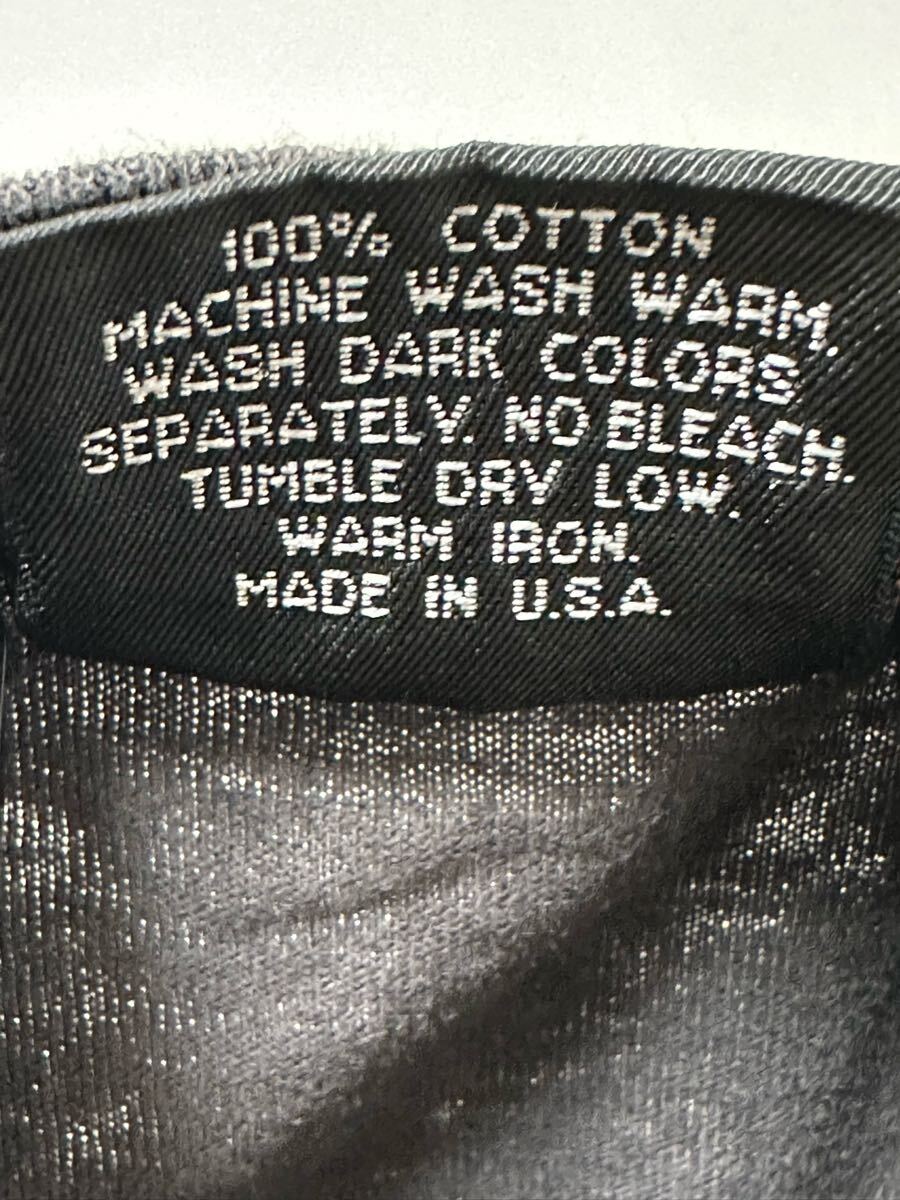 100% COTTON
MACHINE WASH WARM.
WASH DARK COLORS
SEPARATELY. NO BLEACH.
TUMBLE DRY LOW.
WARM IRON.
MADE IN U.S.A.